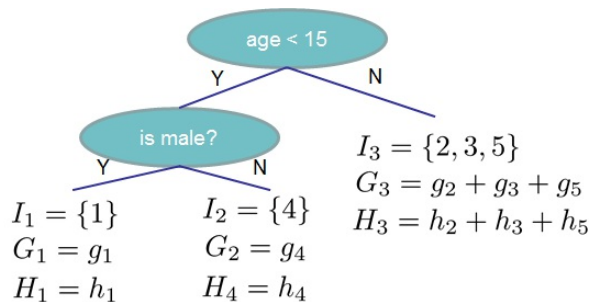 age < 15
Y
N
is male?
Y
N
I₁ = {1}
G₁ = g₁
H₁ = h₁
I₂ = {4}
G₂ = g₄
H₄ = h₄
I₃ = {2, 3, 5}
G₃ = g₂ + g₃ + g₅
H₃ = h₂ + h₃ + h₅